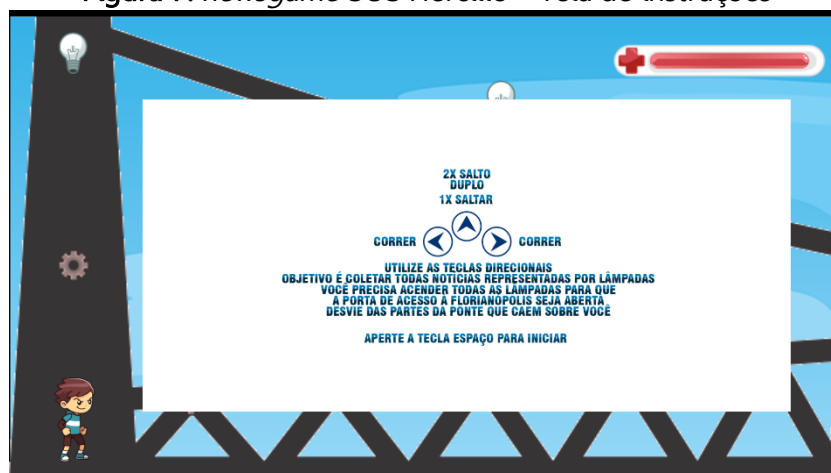 2X SALTO
DUPLO
1X SALTAR
CORRER CORRER
UTILIZE AS TECLAS DIRECIONAIS
OBJETIVO É COLETAR TODAS NOTÍCIAS REPRESENTADAS POR LÂMPADAS
VOCÊ PRECISA ACENDER TODAS AS LÂMPADAS PARA QUE
A PORTA DE ACESSO À FLORIANÓPOLIS SEJA ABERTA
DESVIE DAS PARTES DA PONTE QUE CAEM SOBRE VOCÊ
APERTE A TECLA ESPAÇO PARA INICIAR